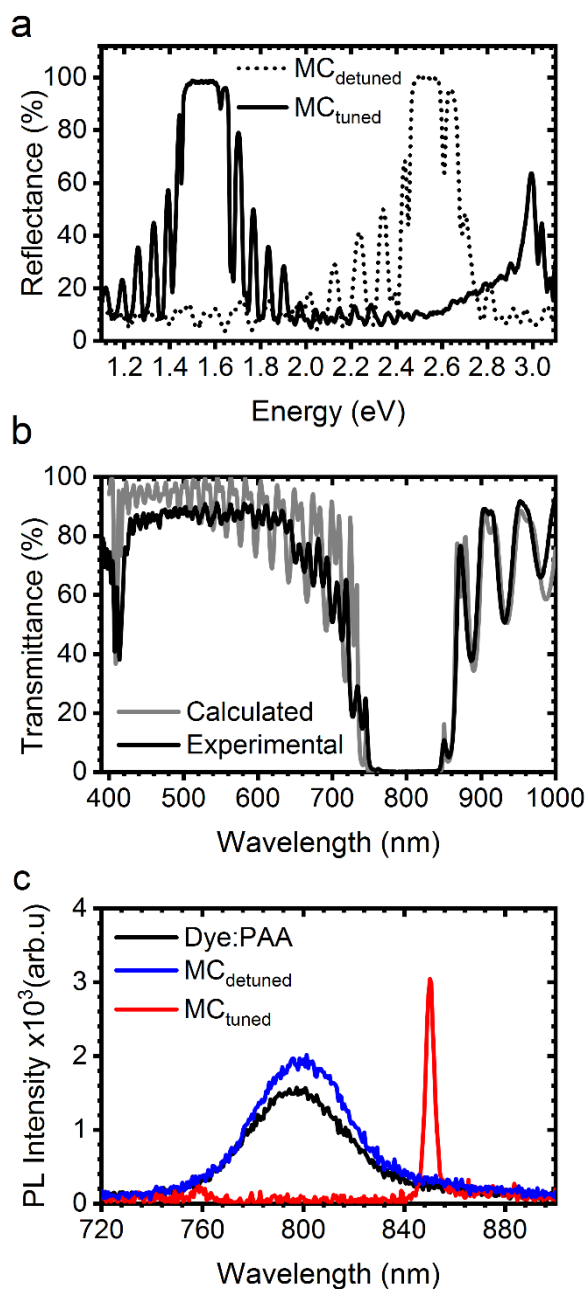 a
MCdetuned
MCtuned
Reflectance (%)
100
80
60
40
20
0
1.2 1.4 1.6 1.8 2.0 2.2 2.4 2.6 2.8 3.0
Energy (eV)
b
Transmittance (%)
100
80
60
40
20
0
Calculated
Experimental
400 500 600 700 800 900 1000
Wavelength (nm)
c
PL Intensity x10³(arb.u)
4
3
2
1
0
Dye:PAA
MCdetuned
MCtuned
720 760 800 840 880
Wavelength (nm)